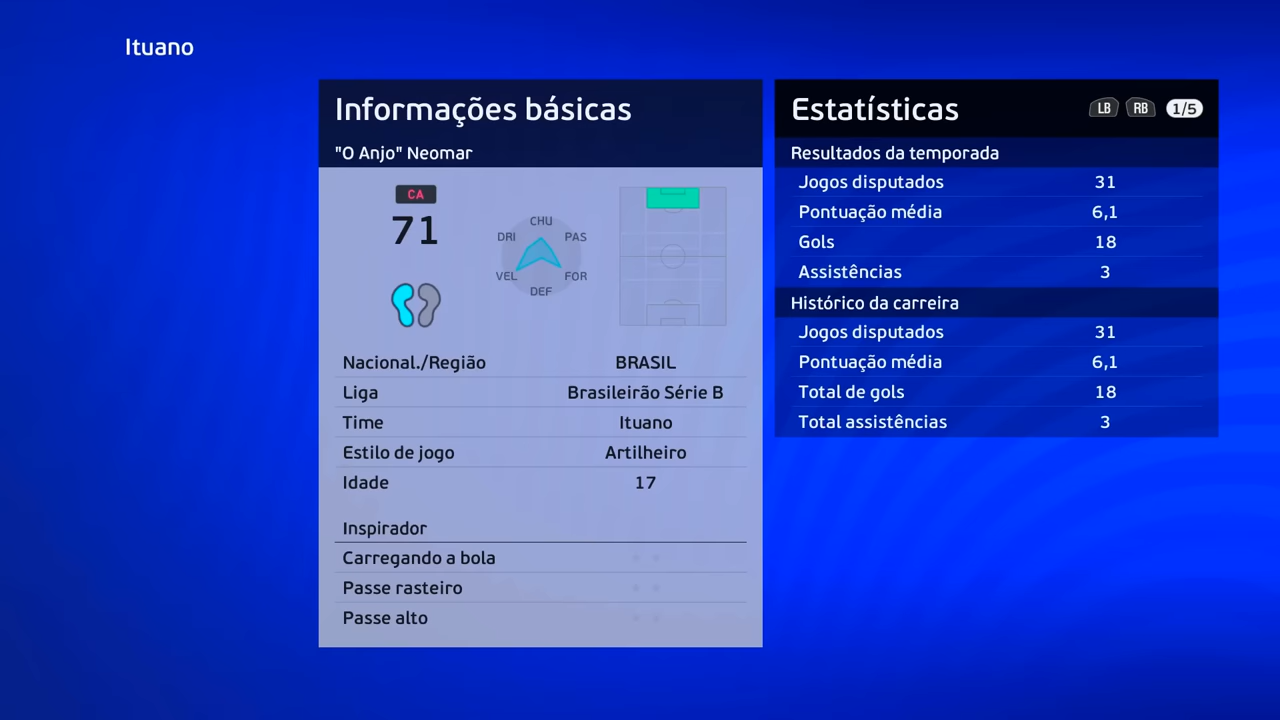 Ituano
Informações básicas
"O Anjo" Neomar
CA
71
CHU
DRI
PAS
VEL
FOR
DEF
Nacional./Região BRASIL
Liga Brasileirão Série B
Time Ituano
Estilo de jogo Artilheiro
Idade 17
Inspirador
Carregando a bola
Passe rasteiro
Passe alto
Estatísticas LB RB 1/5
Resultados da temporada
Jogos disputados 31
Pontuação média 6,1
Gols 18
Assistências 3
Histórico da carreira
Jogos disputados 31
Pontuação média 6,1
Total de gols 18
Total assistências 3